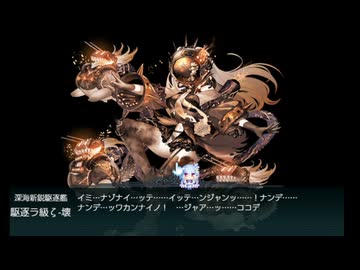 深海新鋭駆逐艦
駆逐ラ級ζ-壊
イミ…ナゾナイ…ッテ……イッテ…ンジャンッ……！ナンデ……
ナンデ…ッワカンナイノ！　…ジャア…ッ……ココデ